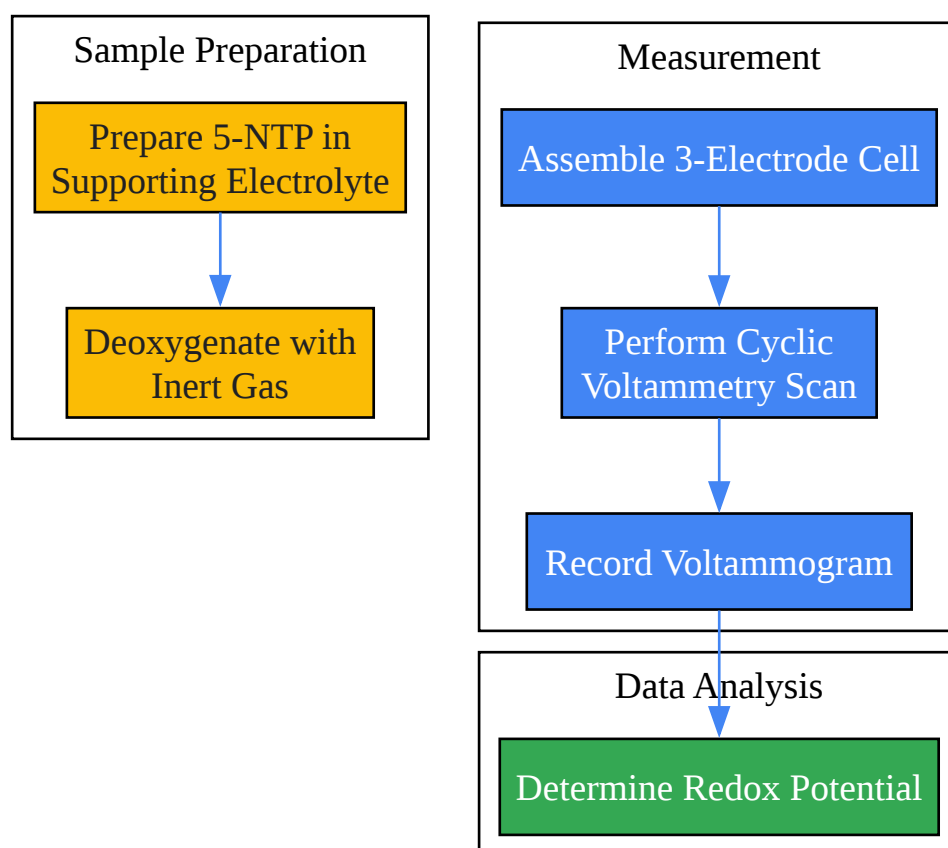 Sample Preparation
Prepare 5-NTP in
Supporting Electrolyte
Deoxygenate with
Inert Gas
Measurement
Assemble 3-Electrode Cell
Perform Cyclic
Voltammetry Scan
Record Voltammogram
Data Analysis
Determine Redox Potential